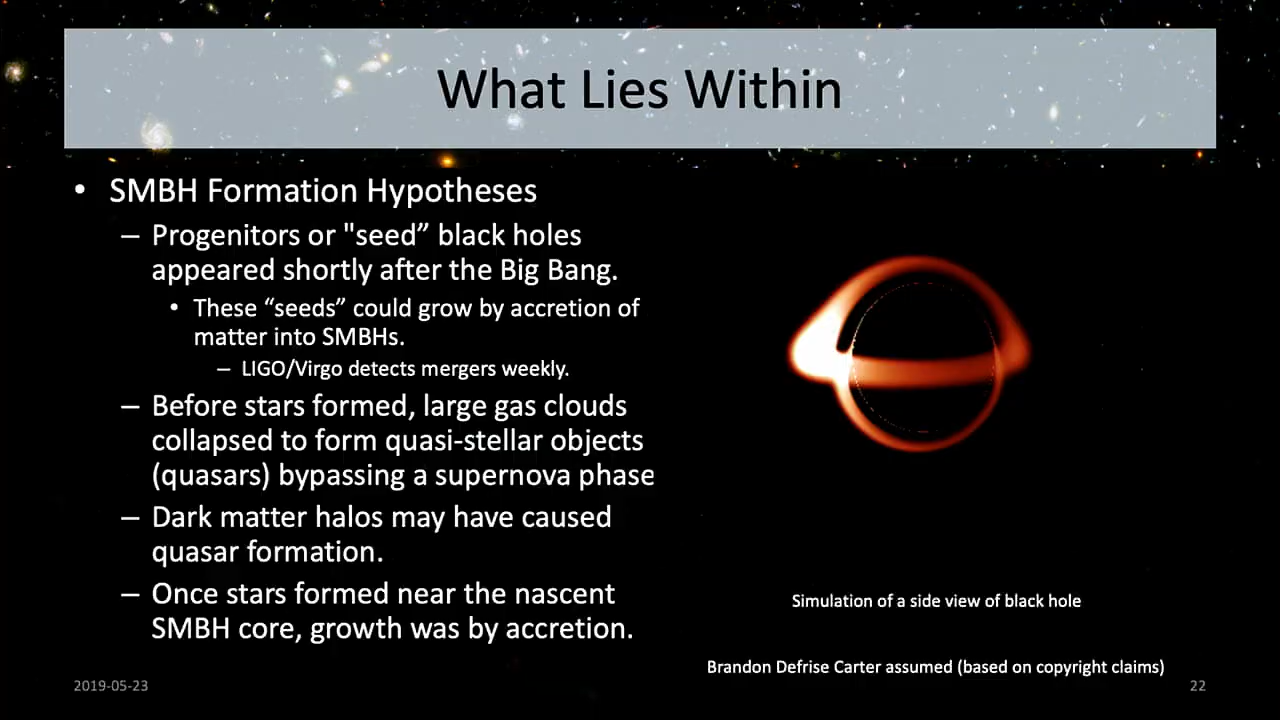 What Lies Within
• SMBH Formation Hypotheses
– Progenitors or "seed” black holes
appeared shortly after the Big Bang.
• These “seeds” could grow by accretion of
matter into SMBHs.
– LIGO/Virgo detects mergers weekly.
– Before stars formed, large gas clouds
collapsed to form quasi-stellar objects
(quasars) bypassing a supernova phase
– Dark matter halos may have caused
quasar formation.
– Once stars formed near the nascent
SMBH core, growth was by accretion.
Simulation of a side view of black hole
Brandon Defrise Carter assumed (based on copyright claims)
2019-05-23
22